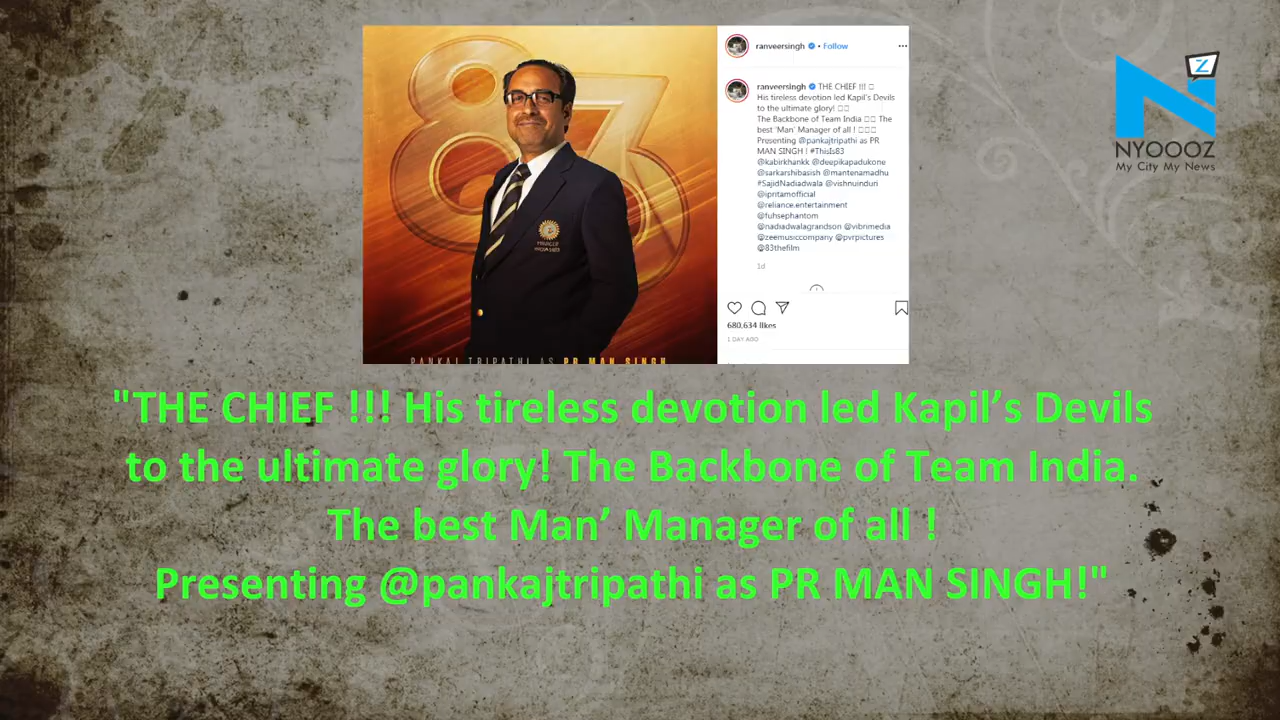 83
PANKAJ TRIPATHI AS PR MAN SINGH
ranveersingh • Follow
ranveersingh THE CHIEF !!!
His tireless devotion led Kapil's Devils
to the ultimate glory!
The Backbone of Team India The
best 'Man' Manager of all !
Presenting @pankajtripathi as PR
MAN SINGH ! #ThisIs83
@kabirkhankk @deepikapadukone
@sarkarshibasish @mantenamadhu
#SajidNadiadwala @vishnuinduri
@ipritamofficial
@reliance.entertainment
@fuhsephantom
@nadiadwalagrandson @vibrimedia
@zeemusiccompany @pvrpictures
@83thefilm
1d
680,634 likes
1 DAY AGO
Z
N
NYOOOZ
My City My News
"THE CHIEF !!! His tireless devotion led Kapil’s Devils
to the ultimate glory! The Backbone of Team India.
The best Man’ Manager of all !
Presenting @pankajtripathi as PR MAN SINGH!"